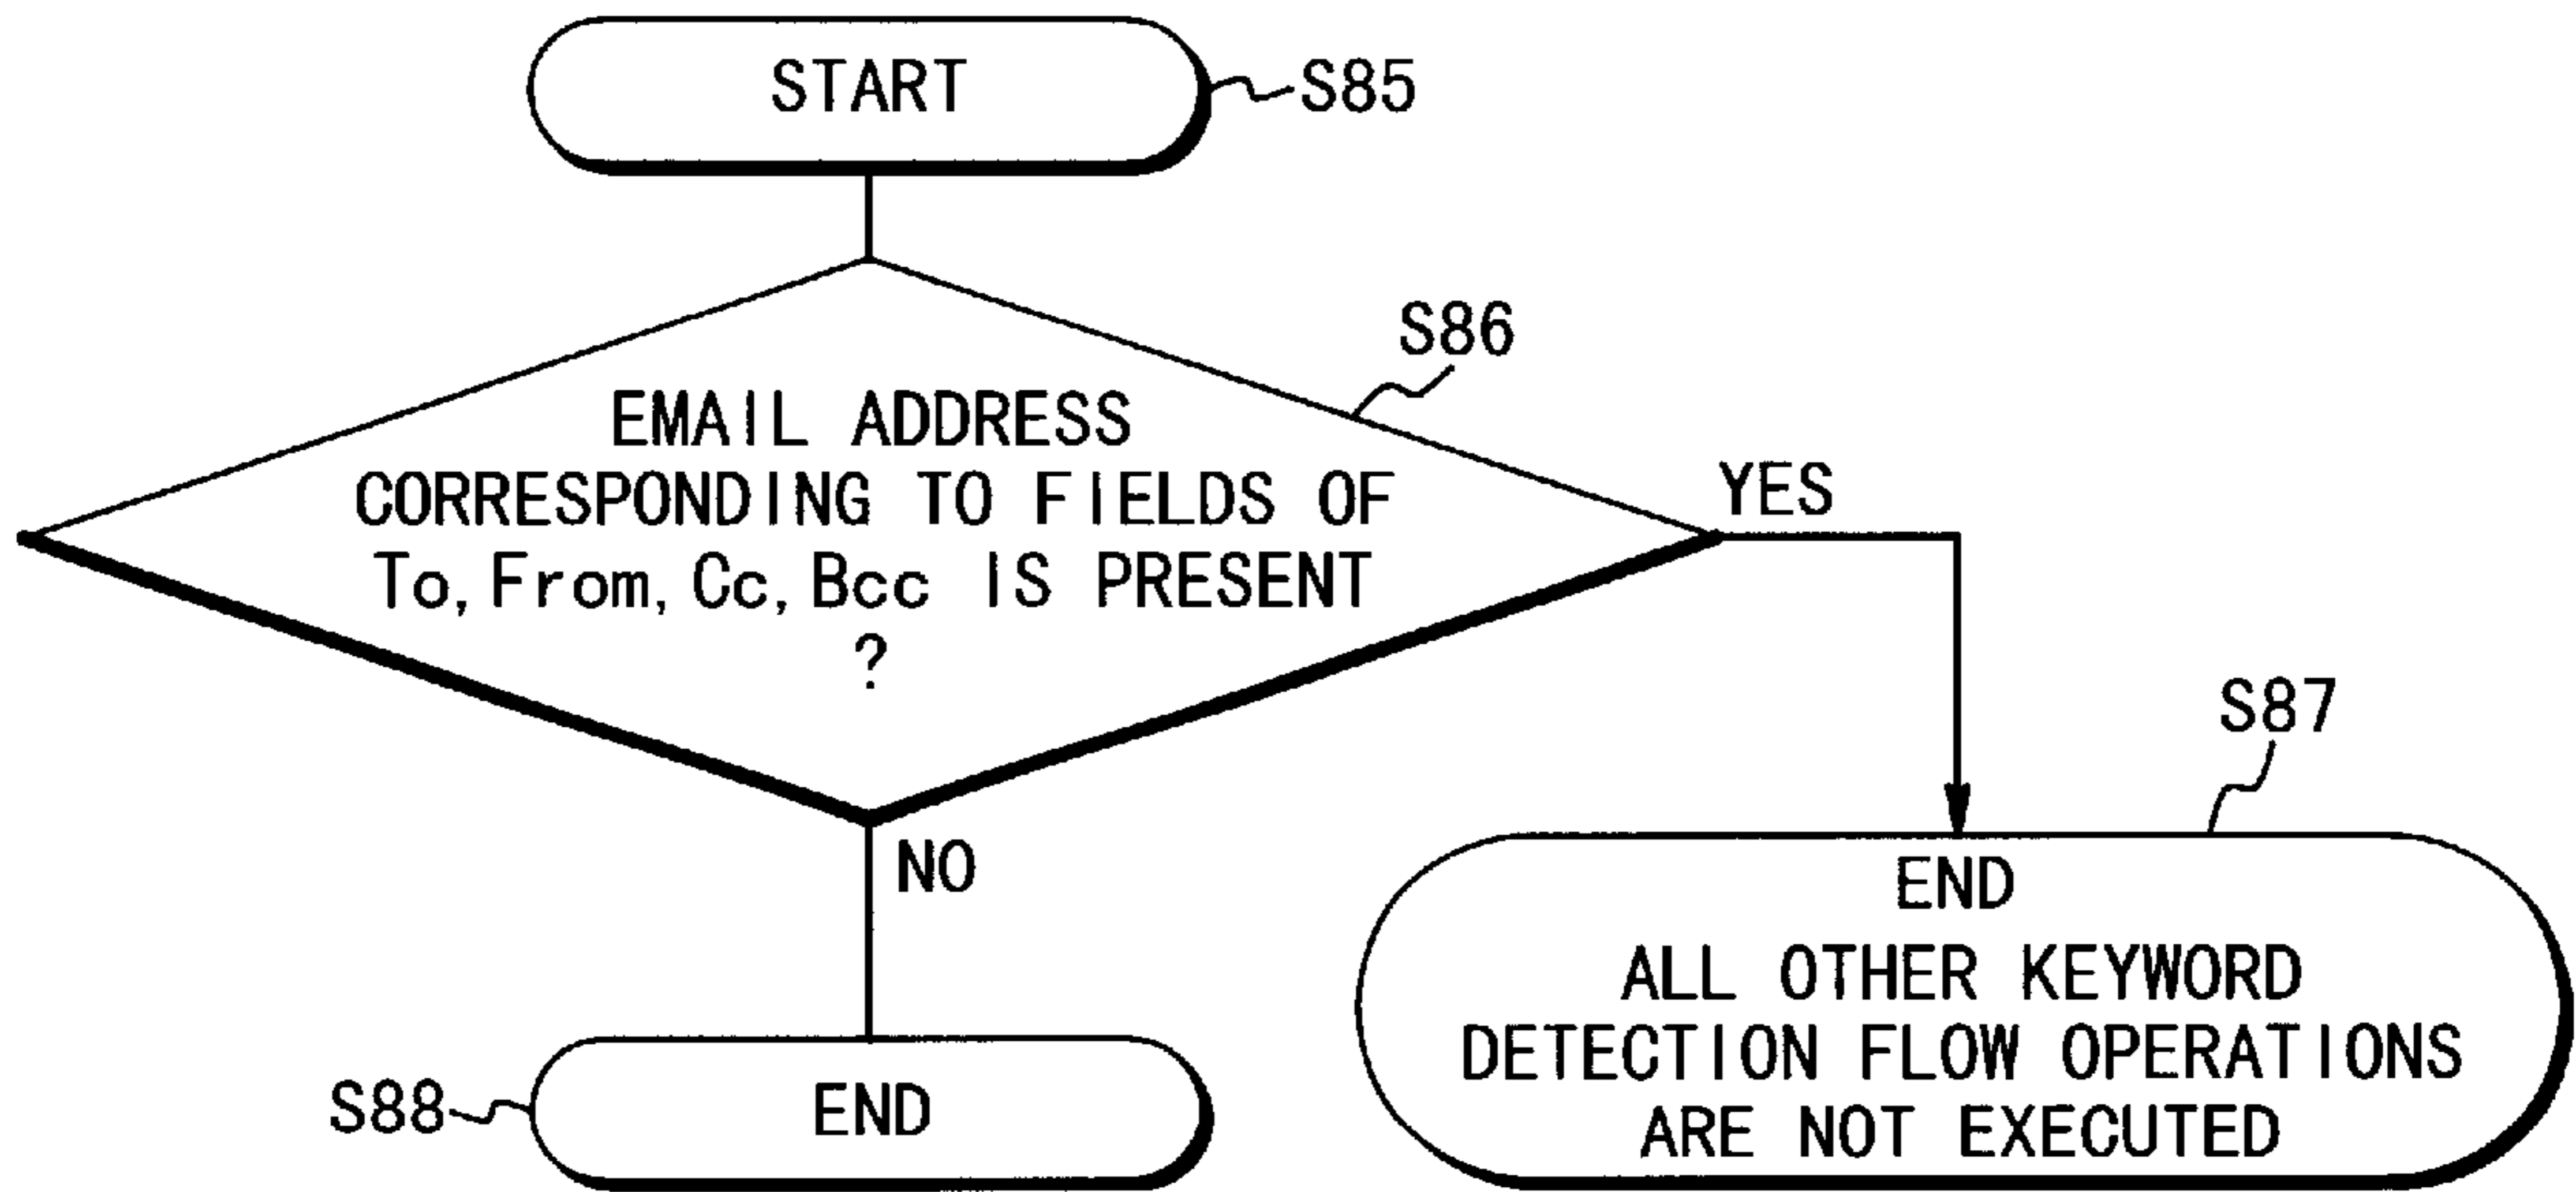 START
S85
S86
EMAIL ADDRESS
CORRESPONDING TO FIELDS OF
To, From, Cc, Bcc IS PRESENT
?
YES
NO
S87
END
ALL OTHER KEYWORD
DETECTION FLOW OPERATIONS
ARE NOT EXECUTED
S88
END